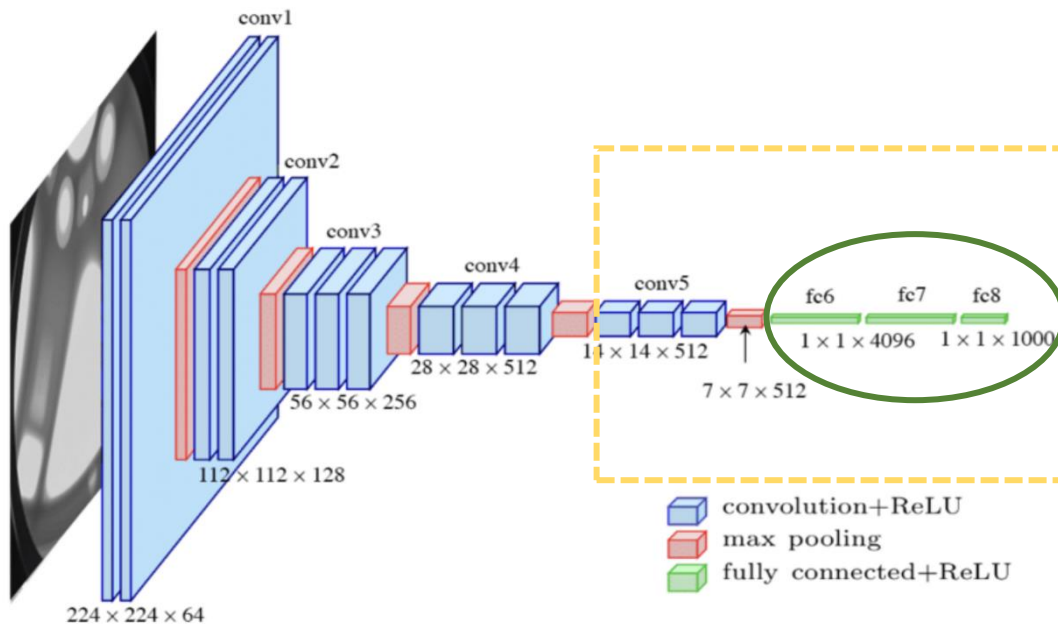 conv1
conv2
conv3
conv4
conv5
fc6 fc7 fc8
1 × 1 × 4096 1 × 1 × 1000
14 × 14 × 512
28 × 28 × 512
7 × 7 × 512
56 × 56 × 256
112 × 112 × 128
224 × 224 × 64
convolution+ReLU
max pooling
fully connected+ReLU